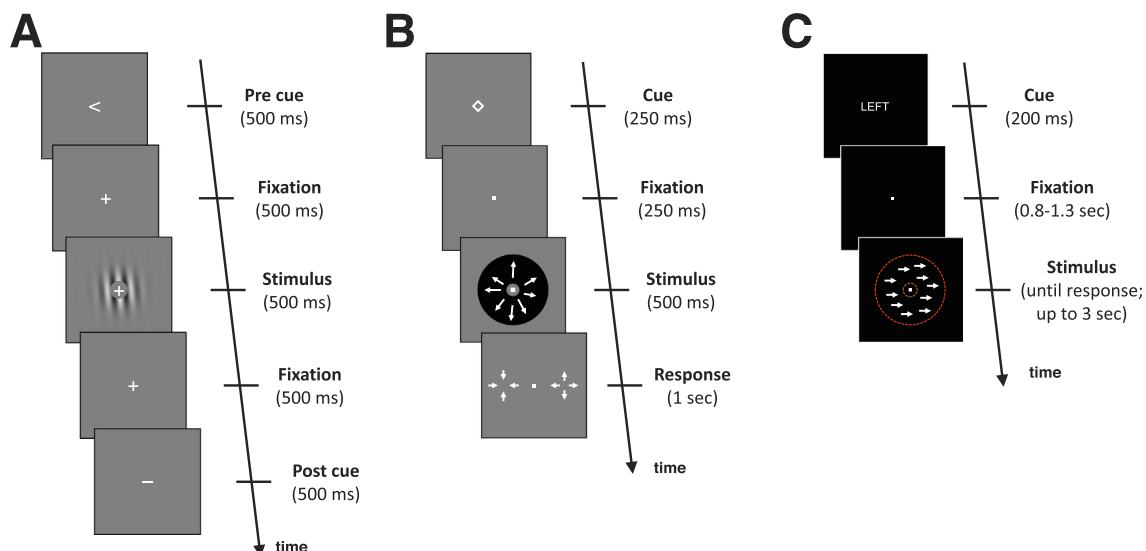 A
<
Pre cue
(500 ms)
+
Fixation
(500 ms)
+
Stimulus
(500 ms)
+
Fixation
(500 ms)
–
Post cue
(500 ms)
time
B
Cue
(250 ms)
Fixation
(250 ms)
Stimulus
(500 ms)
Response
(1 sec)
time
C
LEFT
Cue
(200 ms)
Fixation
(0.8-1.3 sec)
Stimulus
(until response;
up to 3 sec)
time